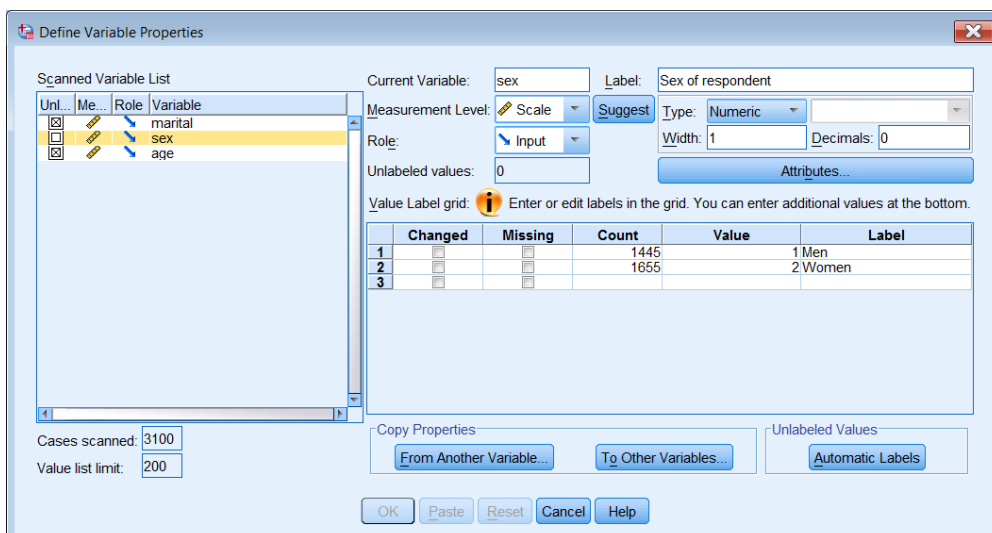 Define Variable Properties
Scanned Variable List
Unl... Me... Role Variable
marital
sex
age
Cases scanned: 3100
Value list limit: 200
Current Variable: sex Label: Sex of respondent
Measurement Level: Scale Suggest Type: Numeric
Role: Input Width: 1 Decimals: 0
Unlabeled values: 0 Attributes...
Value Label grid: Enter or edit labels in the grid. You can enter additional values at the bottom.
Changed Missing Count Value Label
1 1445 1 Men
2 1655 2 Women
3
Copy Properties Unlabeled Values
From Another Variable... To Other Variables... Automatic Labels
OK Paste Reset Cancel Help